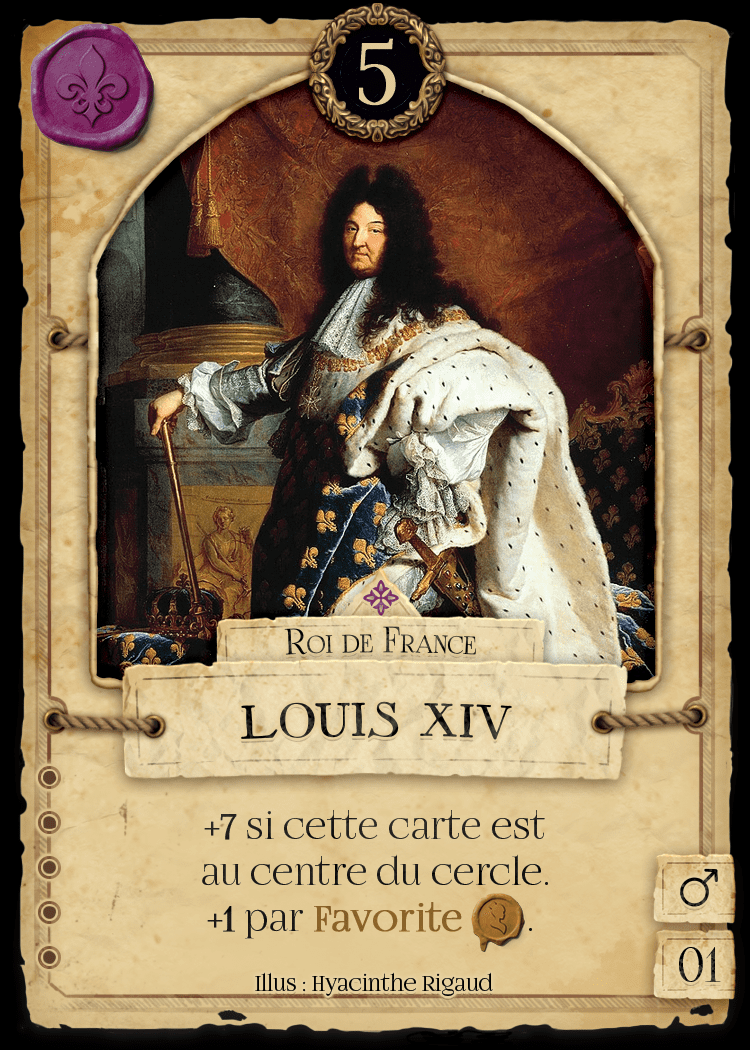 5
ROI DE FRANCE
LOUIS XIV
+7 si cette carte est
au centre du cercle.
+1 par Favorite .
♂
01
Illus : Hyacinthe Rigaud